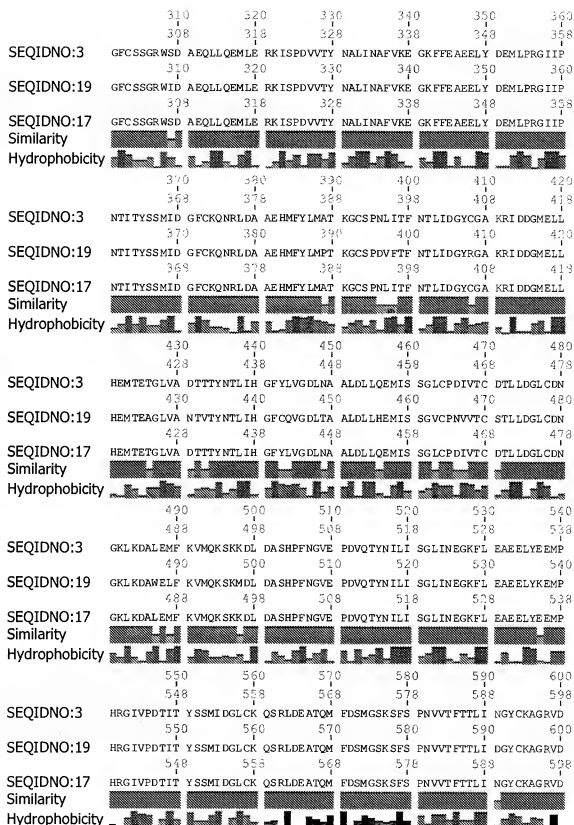 310 320 330 340 350 360
308 318 328 338 348 358
SEQIDNO:3 GFCSSGRWSD AEQLLQEMLE RKISPDVVTY NALINAFVKE GKFFEAEELY DEMLPRGIIP
310 320 330 340 350 360
SEQIDNO:19 GFCSSGRWID AEQLLQEMLE RKISPDVVTY NALINAFVKE GKFFEAEELY DEMLPRGIIP
308 318 328 338 348 358
SEQIDNO:17 GFCSSGRWSD AEQLLQEMLE RKISPDVVTY NALINAFVKE GKFFEAEELY DEMLPRGIIP
Similarity
Hydrophobicity
370 380 390 400 410 420
368 378 388 398 408 418
SEQIDNO:3 NTITYSSMID GFCKQNRLDA AEHMFYLMAT KGCSPNLITF NTLIDGYCGA KRIDDGMELL
370 380 390 400 410 420
SEQIDNO:19 NTITYSSMID GFCKQNRLDA AEHMFYLMPT KGCSPDVFTF NTLIDGYRGA KRIDDGMELL
368 378 388 398 408 418
SEQIDNO:17 NTITYSSMID GFCKQNRLDA AEHMFYLMAT KGCSPNLITF NTLIDGYCGA KRIDDGMELL
Similarity
Hydrophobicity
430 440 450 460 470 480
428 438 448 458 468 478
SEQIDNO:3 HEMTETGLVA DTTTYNTLIH GFYLVGDLNA ALDLLQEMIS SGLCPDIVTC DTLLDGLCDN
430 440 450 460 470 480
SEQIDNO:19 HEMTEAGLVA NTVTYNTLIH GFCQVGDLTA ALDLLHEMIS SGVCPNVVTC STLLDGLCDN
428 438 448 458 468 478
SEQIDNO:17 HEMTETGLVA DTTTYNTLIH GFYLVGDLNA ALDLLQEMIS SGLCPDIVTC DTLLDGLCDN
Similarity
Hydrophobicity
490 500 510 520 530 540
488 498 508 518 528 538
SEQIDNO:3 GKLKDALEMF KVMQKSKKDL DASHPFNGVE PDVQTYNILI SGLINEGKFL EAEELYEEMP
490 500 510 520 530 540
SEQIDNO:19 GKLKDAWELF KVMQKSKMDL DASHPFNGVE PDVQTYNILI SGLINEGKFL EAEELYKEMP
488 498 508 518 528 538
SEQIDNO:17 GKLKDALEMF KVMQKSKKDL DASHPFNGVE PDVQTYNILI SGLINEGKFL EAEELYEEMP
Similarity
Hydrophobicity
550 560 570 580 590 600
548 558 568 578 588 598
SEQIDNO:3 HRGIVPDTIT YSSMIDGLCK QSRLDEATQM FDSMGSKSFS PNVVTFTTLI NGYCKAGRVD
550 560 570 580 590 600
SEQIDNO:19 HRGIVPDTIT YSSMIDGLCK QSRLDEATQM FDSMGSKSFS PNVVTFTTLI DGYCKAGRVD
548 558 568 578 588 598
SEQIDNO:17 HRGIVPDTIT YSSMIDGLCK QSRLDEATQM FDSMGSKSFS PNVVTFTTLI NGYCKAGRVD
Similarity
Hydrophobicity